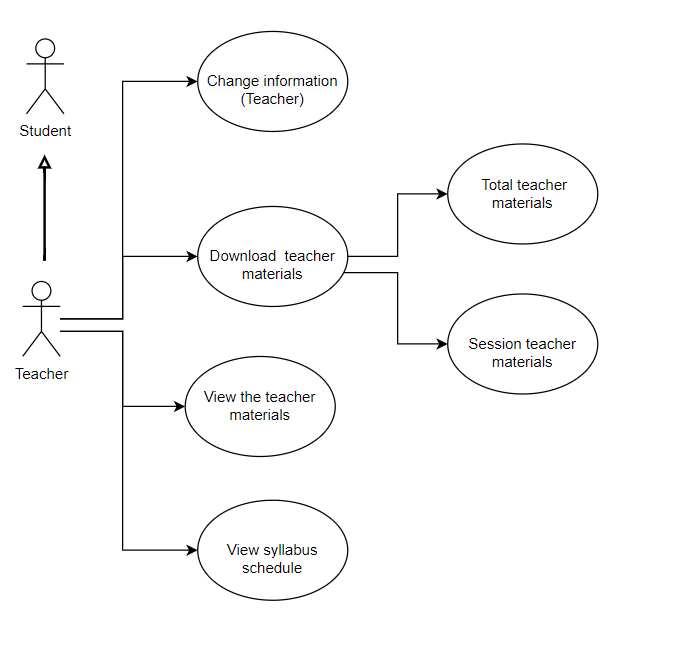 Student
Change information
(Teacher)
Total teacher
materials
Download  teacher
materials
Session teacher
materials
Teacher
View the teacher
materials
View syllabus
schedule